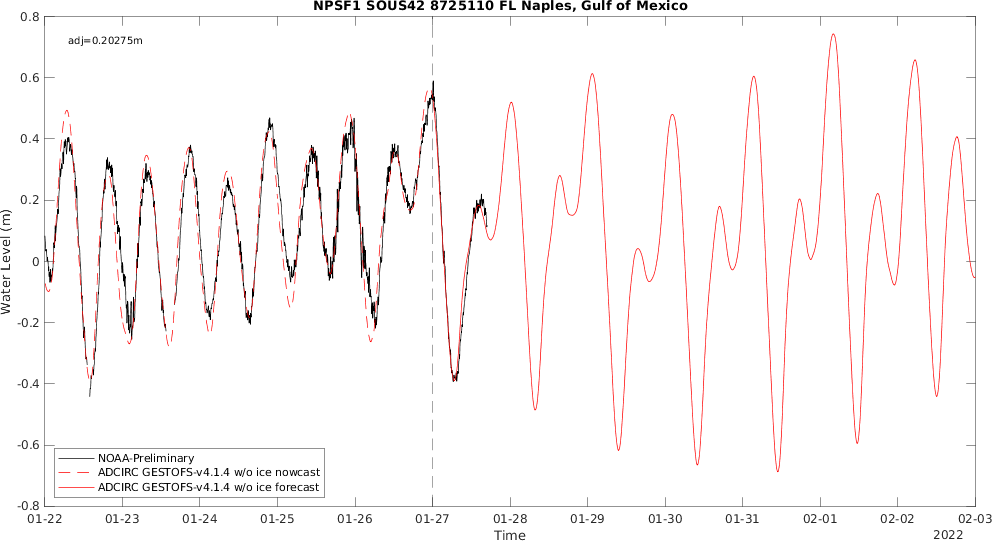 NPSF1 SOUS42 8725110 FL Naples, Gulf of Mexico
adj=0.20275m
0.8
0.6
0.4
0.2
0
-0.2
-0.4
-0.6
-0.8
Water Level (m)
NOAA-Preliminary
ADCIRC GESTOFS-v4.1.4 w/o ice nowcast
ADCIRC GESTOFS-v4.1.4 w/o ice forecast
01-22 01-23 01-24 01-25 01-26 01-27 01-28 01-29 01-30 01-31 02-01 02-02 02-03
Time
2022